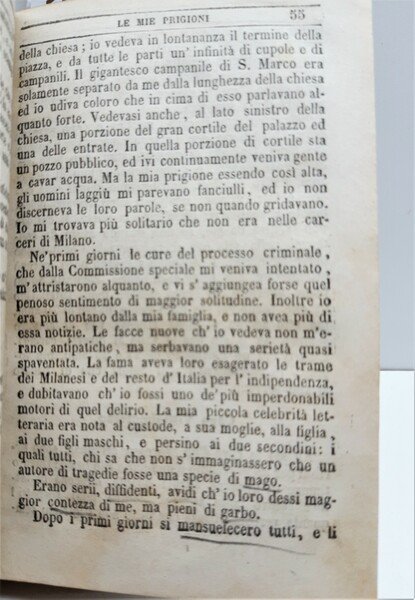 LE MIE PRIGIONI 55
della chiesa; io vedeva in lontananza il termine della
piazza, e da tutte le parti un' infinità di cupole e di
campanili. Il gigantesco campanile di S. Marco era
solamente separato da me dalla lunghezza della chiesa
ed io udiva coloro che in cima di esso parlavano al-
quanto forte. Vedevasi anche, al lato sinistro della
chiesa, una porzione del gran cortile del palazzo ed
una delle entrate. In quella porzione di cortile sta
un pozzo pubblico, ed ivi continuamente veniva gente
a cavar acqua. Ma la mia prigione essendo così alta,
gli uomini laggiù mi parevano fanciulli, ed io non
discerneva le loro parole, se non quando gridavano.
Io mi trovava più solitario che non era nelle car-
ceri di Milano.
Ne'primi giorni le cure del processo criminale,
che dalla Commissione speciale mi veniva intentato,
m'attristarono alquanto, e vi s'aggiungea forse quel
penoso sentimento di maggior solitudine. Inoltre io
era più lontano dalla mia famiglia, e non avea più di
essa notizie. Le facce nuove ch'io vedeva non m'e-
rano antipatiche, ma serbavano una serietà quasi
spaventata. La fama aveva loro esagerato le trame
dei Milanesi e del resto d'Italia per l'indipendenza,
e dubitavano ch'io fossi uno de'più imperdonabili
motori di quel delirio. La mia piccola celebrità let-
teraria era nota al custode, a sua moglie, alla figlia,
ai due figli maschi, e persino ai due secondini: i
quali tutti, chi sa che non s'immaginassero che un
autore di tragedie fosse una specie di mago.
Erano serii, diffidenti, avidi ch'io loro dessi mag-
gior contezza di me, ma pieni di garbo.
Dopo i primi giorni si mansuefecero tutti, e li